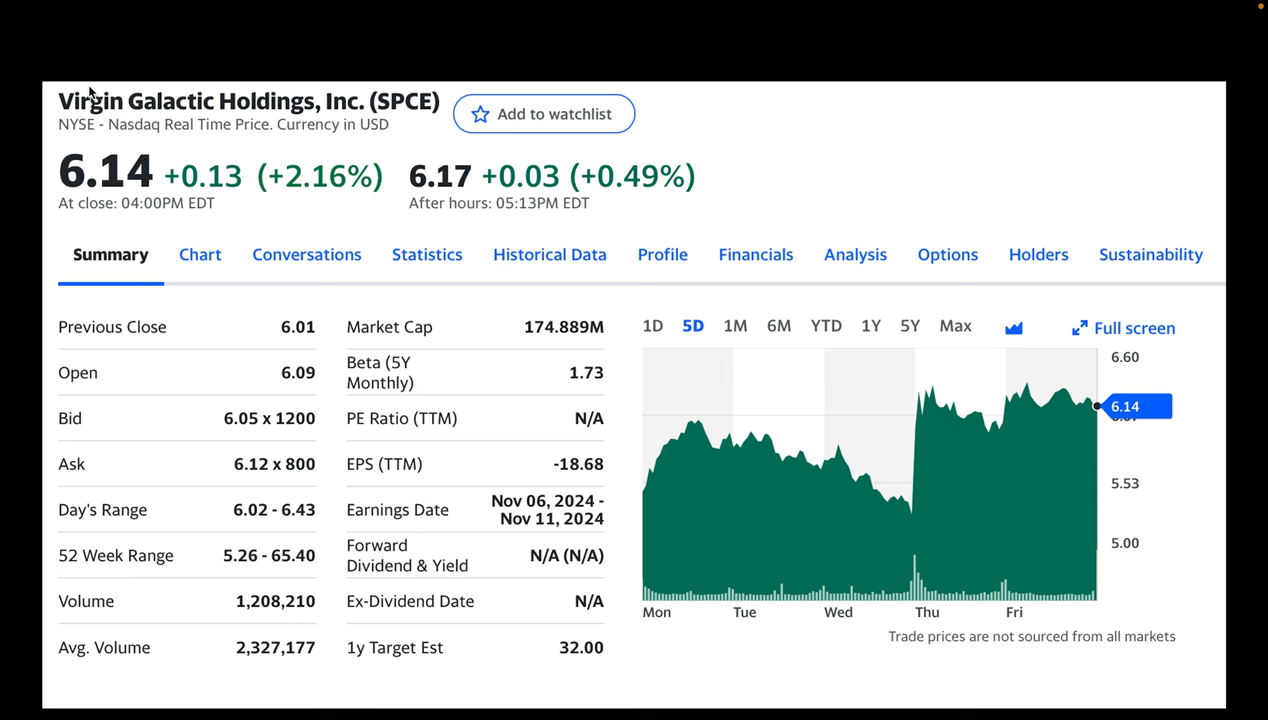 Virgin Galactic Holdings, Inc. (SPCE)
Add to watchlist
NYSE - Nasdaq Real Time Price. Currency in USD
6.14 +0.13 (+2.16%) 6.17 +0.03 (+0.49%)
At close: 04:00PM EDT After hours: 05:13PM EDT
Summary Chart Conversations Statistics Historical Data Profile Financials Analysis Options Holders Sustainability
Previous Close 6.01
Open 6.09
Bid 6.05 x 1200
Ask 6.12 x 800
Day's Range 6.02 - 6.43
52 Week Range 5.26 - 65.40
Volume 1,208,210
Avg. Volume 2,327,177
Market Cap 174.889M
Beta (5Y
Monthly) 1.73
PE Ratio (TTM) N/A
EPS (TTM) -18.68
Earnings Date Nov 06, 2024 -
Nov 11, 2024
Forward
Dividend & Yield N/A (N/A)
Ex-Dividend Date N/A
1y Target Est 32.00
1D 5D 1M 6M YTD 1Y 5Y Max Full screen
6.60
6.14
5.53
5.00
Mon Tue Wed Thu Fri
Trade prices are not sourced from all markets